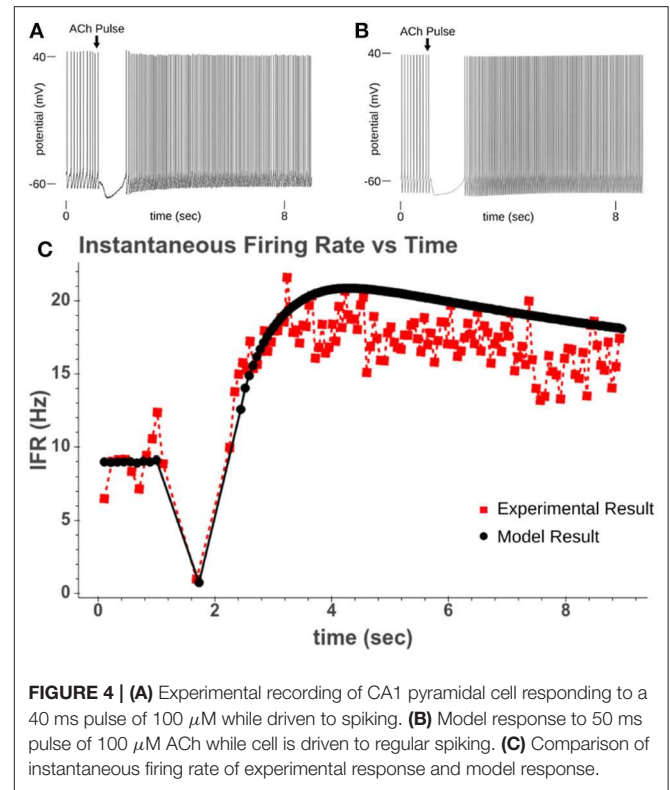 A
ACh Pulse
40
potential (mV)
-60
0
8
time (sec)
B
ACh Pulse
40
potential (mV)
-60
0
8
time (sec)
C
Instantaneous Firing Rate vs Time
20
15
10
5
0
IFR (Hz)
0 2 4 6 8
time (sec)
Experimental Result
Model Result
FIGURE 4 | (A) Experimental recording of CA1 pyramidal cell responding to a
40 ms pulse of 100 μM while driven to spiking. (B) Model response to 50 ms
pulse of 100 μM ACh while cell is driven to regular spiking. (C) Comparison of
instantaneous firing rate of experimental response and model response.